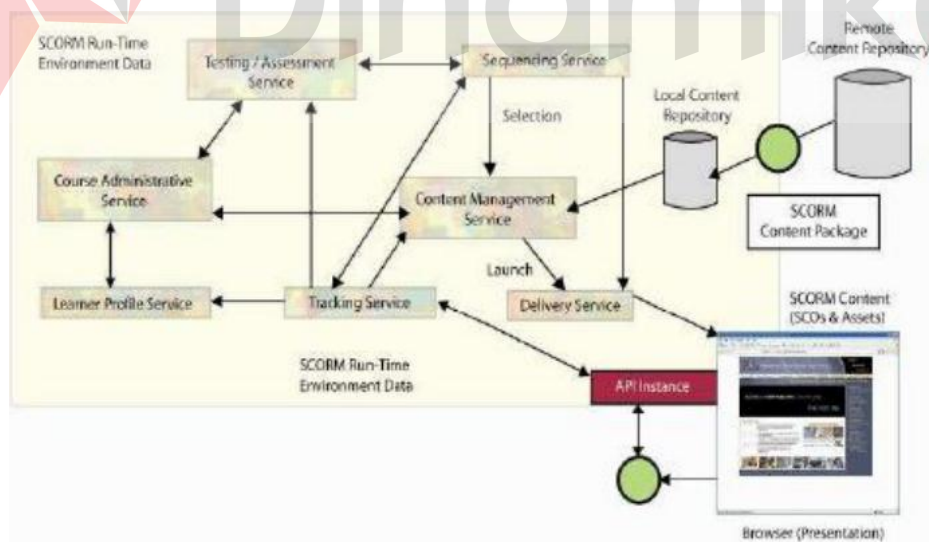 Dinamik
SCORM Run-Time
Environment Data
Testing / Assessment
Service
Sequencing Service
Remote
Content Repository
Selection
Local Content
Repository
Course Administrative
Service
Content Management
Service
SCORM
Content Package
Launch
Learner Profile Service
Tracking Service
Delivery Service
SCORM Content
(SCOs & Assets)
SCORM Run-Time
Environment Data
API Instance
Browser (Presentation)